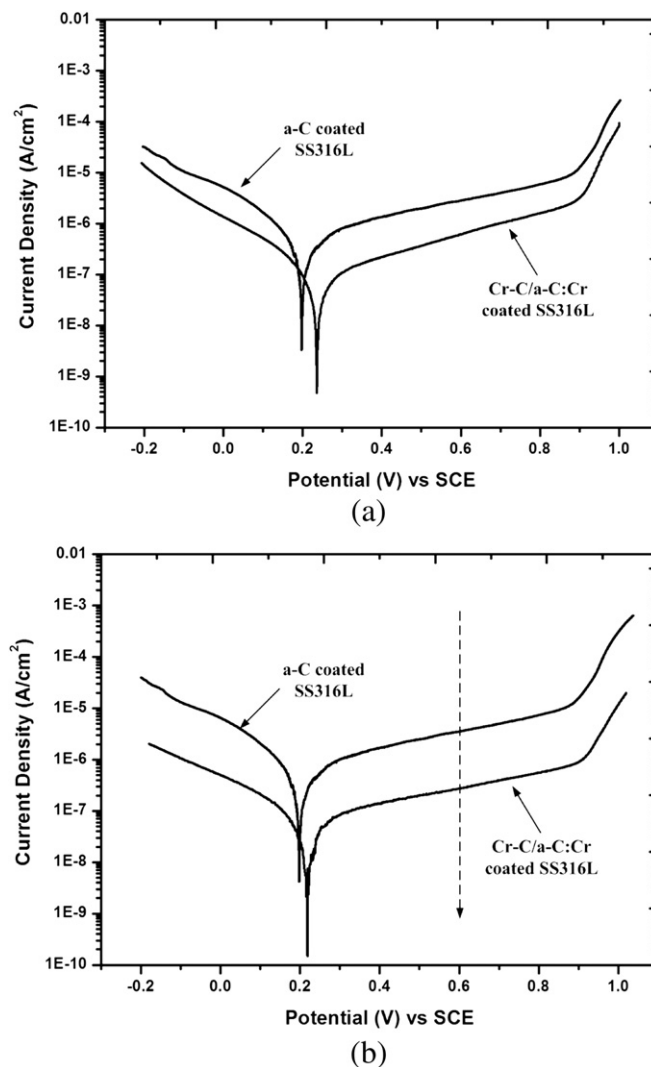 0.01
1E-3
1E-4
1E-5
1E-6
1E-7
1E-8
1E-9
1E-10
Current Density (A/cm²)
a-C coated
SS316L
Cr-C/a-C:Cr
coated SS316L
-0.2 0.0 0.2 0.4 0.6 0.8 1.0
Potential (V) vs SCE
(a)
0.01
1E-3
1E-4
1E-5
1E-6
1E-7
1E-8
1E-9
1E-10
Current Density (A/cm²)
a-C coated
SS316L
Cr-C/a-C:Cr
coated SS316L
-0.2 0.0 0.2 0.4 0.6 0.8 1.0
Potential (V) vs SCE
(b)